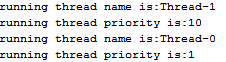 running thread name is:Thread-1
running thread priority is:10
running thread name is:Thread-0
running thread priority is:1